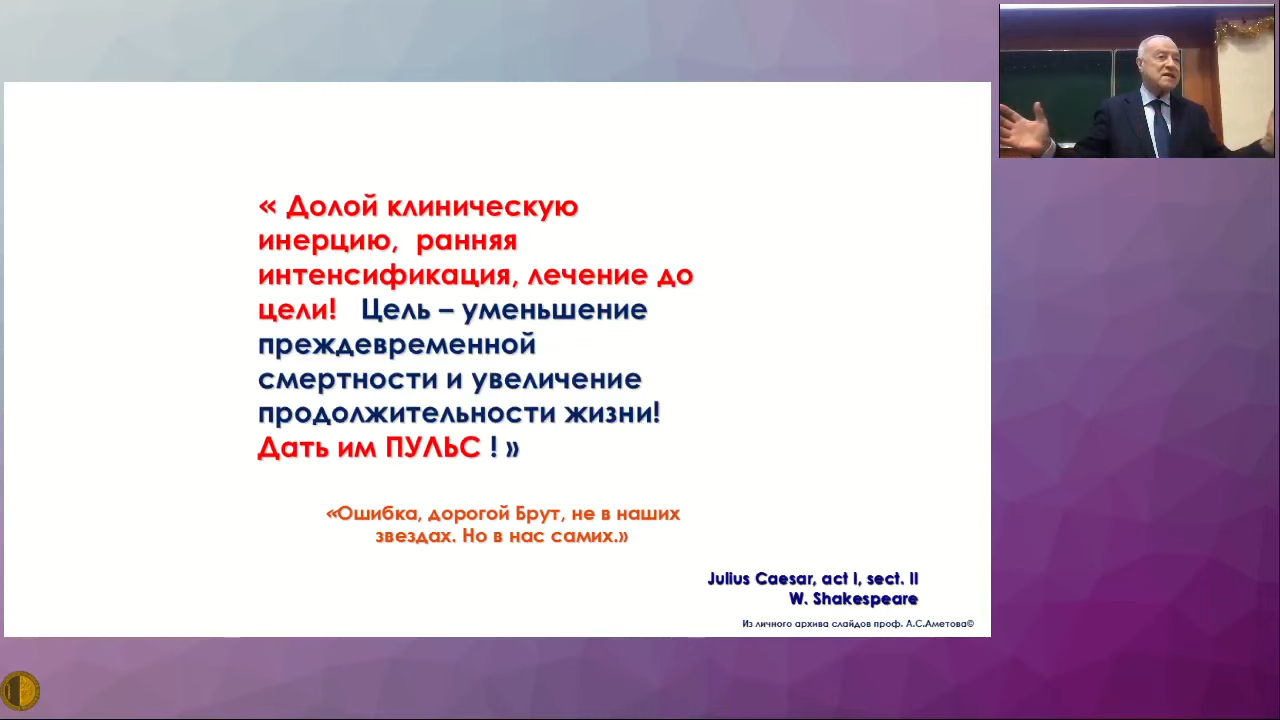 « Долой клиническую
инерцию, ранняя
интенсификация, лечение до
цели! Цель – уменьшение
преждевременной
смертности и увеличение
продолжительности жизни!
Дать им ПУЛЬС ! »
«Ошибка, дорогой Брут, не в наших
звездах. Но в нас самих.»
Julius Caesar, act I, sect. II
W. Shakespeare
Из личного архива слайдов проф. А.С.Аметова©